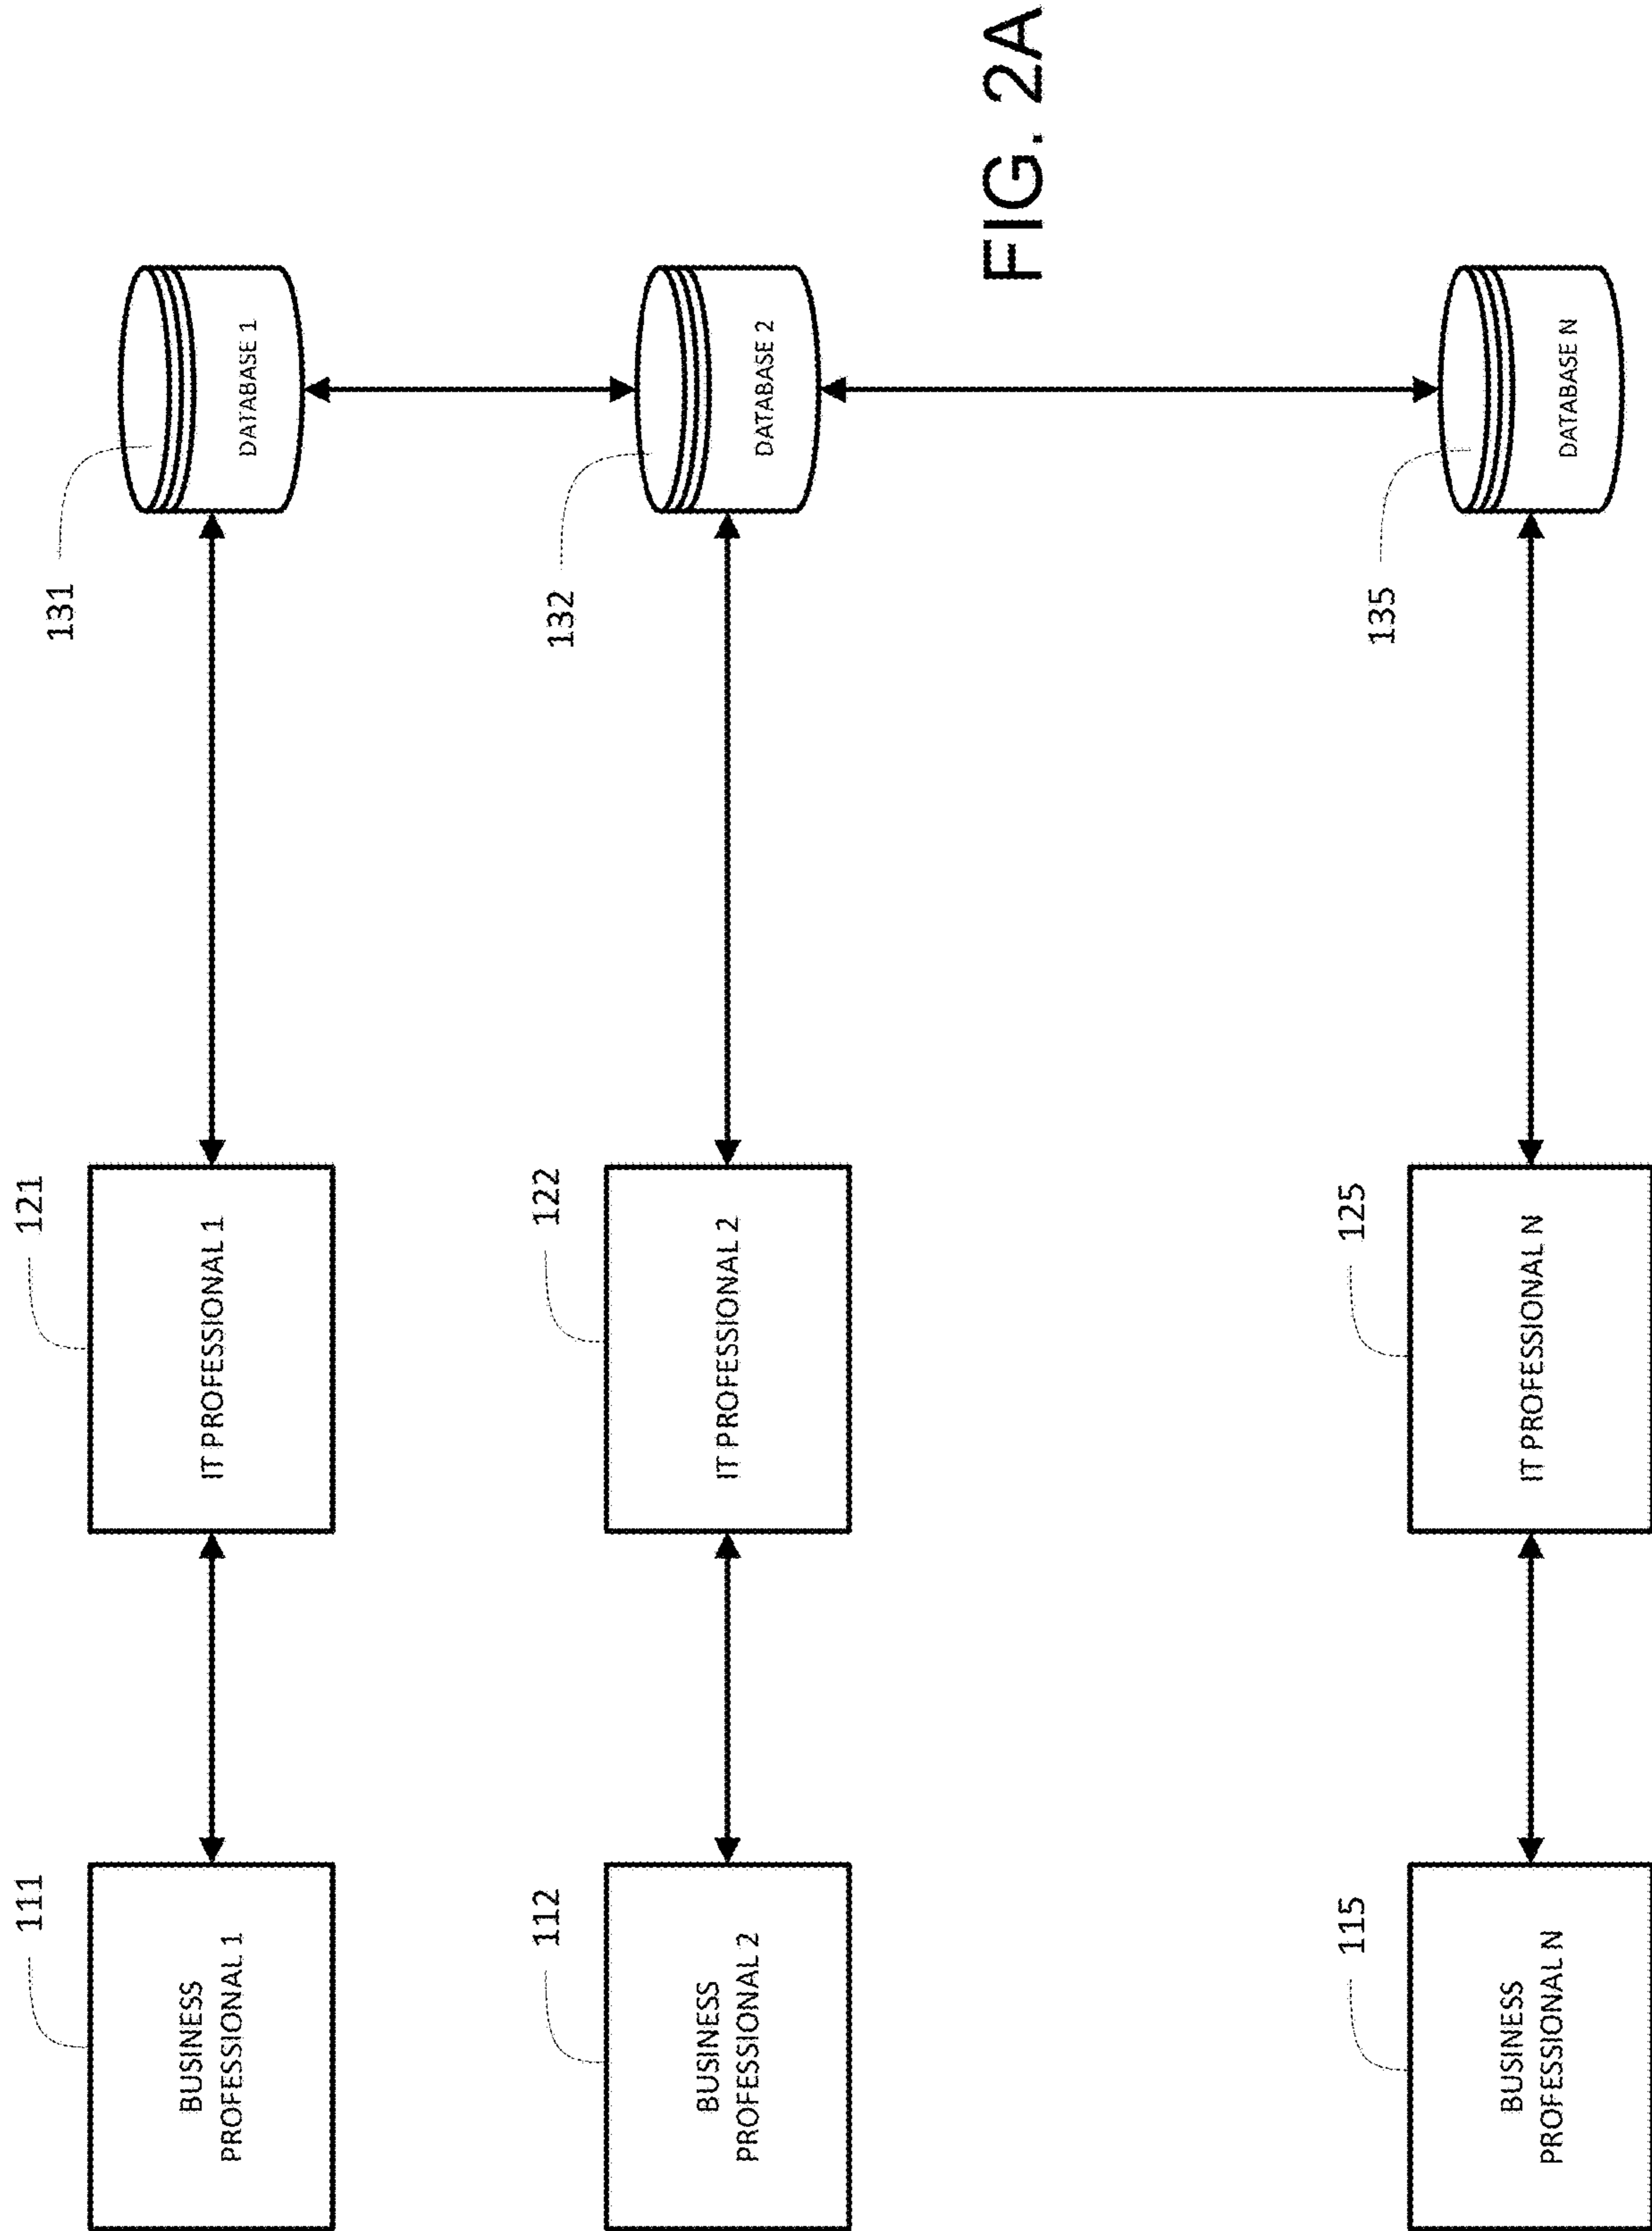 111
121
131
BUSINESS
PROFESSIONAL 1
IT PROFESSIONAL 1
DATABASE 1
112
122
132
BUSINESS
PROFESSIONAL 2
IT PROFESSIONAL 2
DATABASE 2
FIG. 2A
115
125
135
BUSINESS
PROFESSIONAL N
IT PROFESSIONAL N
DATABASE N